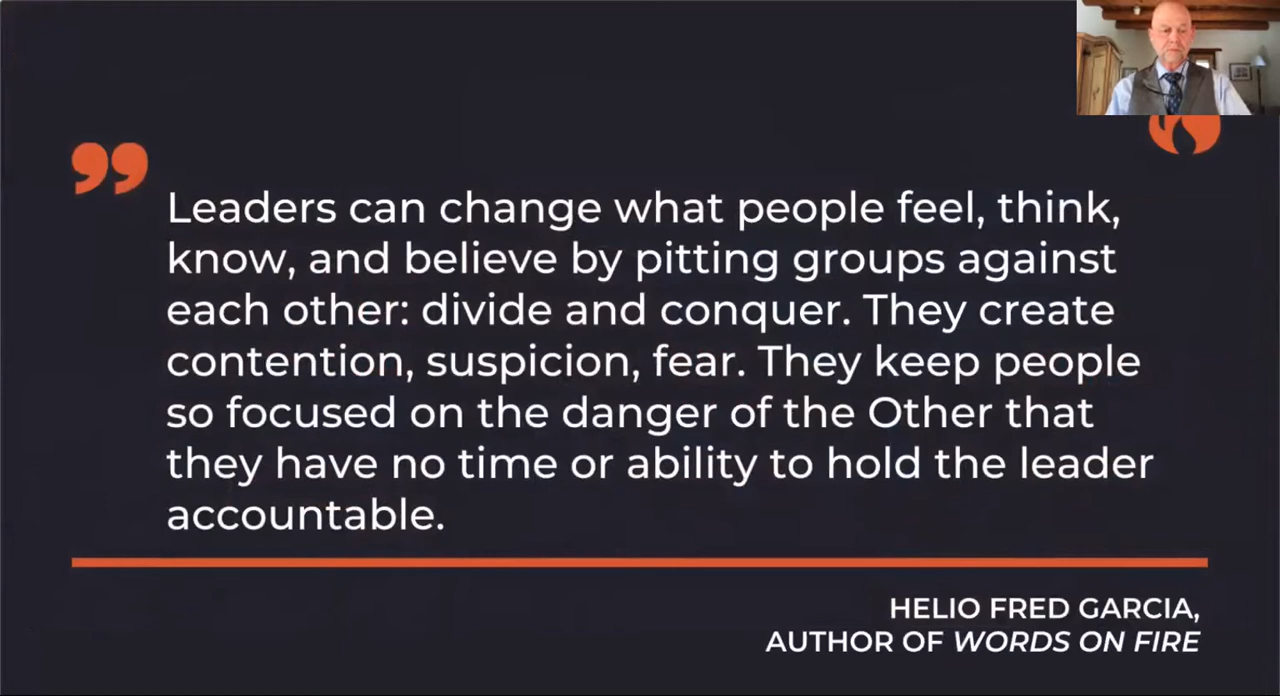 ”
Leaders can change what people feel, think,
know, and believe by pitting groups against
each other: divide and conquer. They create
contention, suspicion, fear. They keep people
so focused on the danger of the Other that
they have no time or ability to hold the leader
accountable.
HELIO FRED GARCIA,
AUTHOR OF WORDS ON FIRE